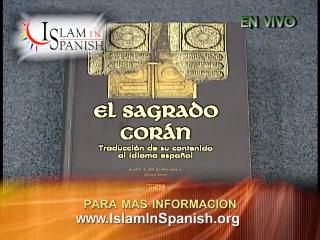 ISLAM IN
SPANISH
EN VIVO
EL SAGRADO
CORÁN
Traducción de su contenido
al idioma español
PARA MAS INFORMACION
www.IslamInSpanish.org